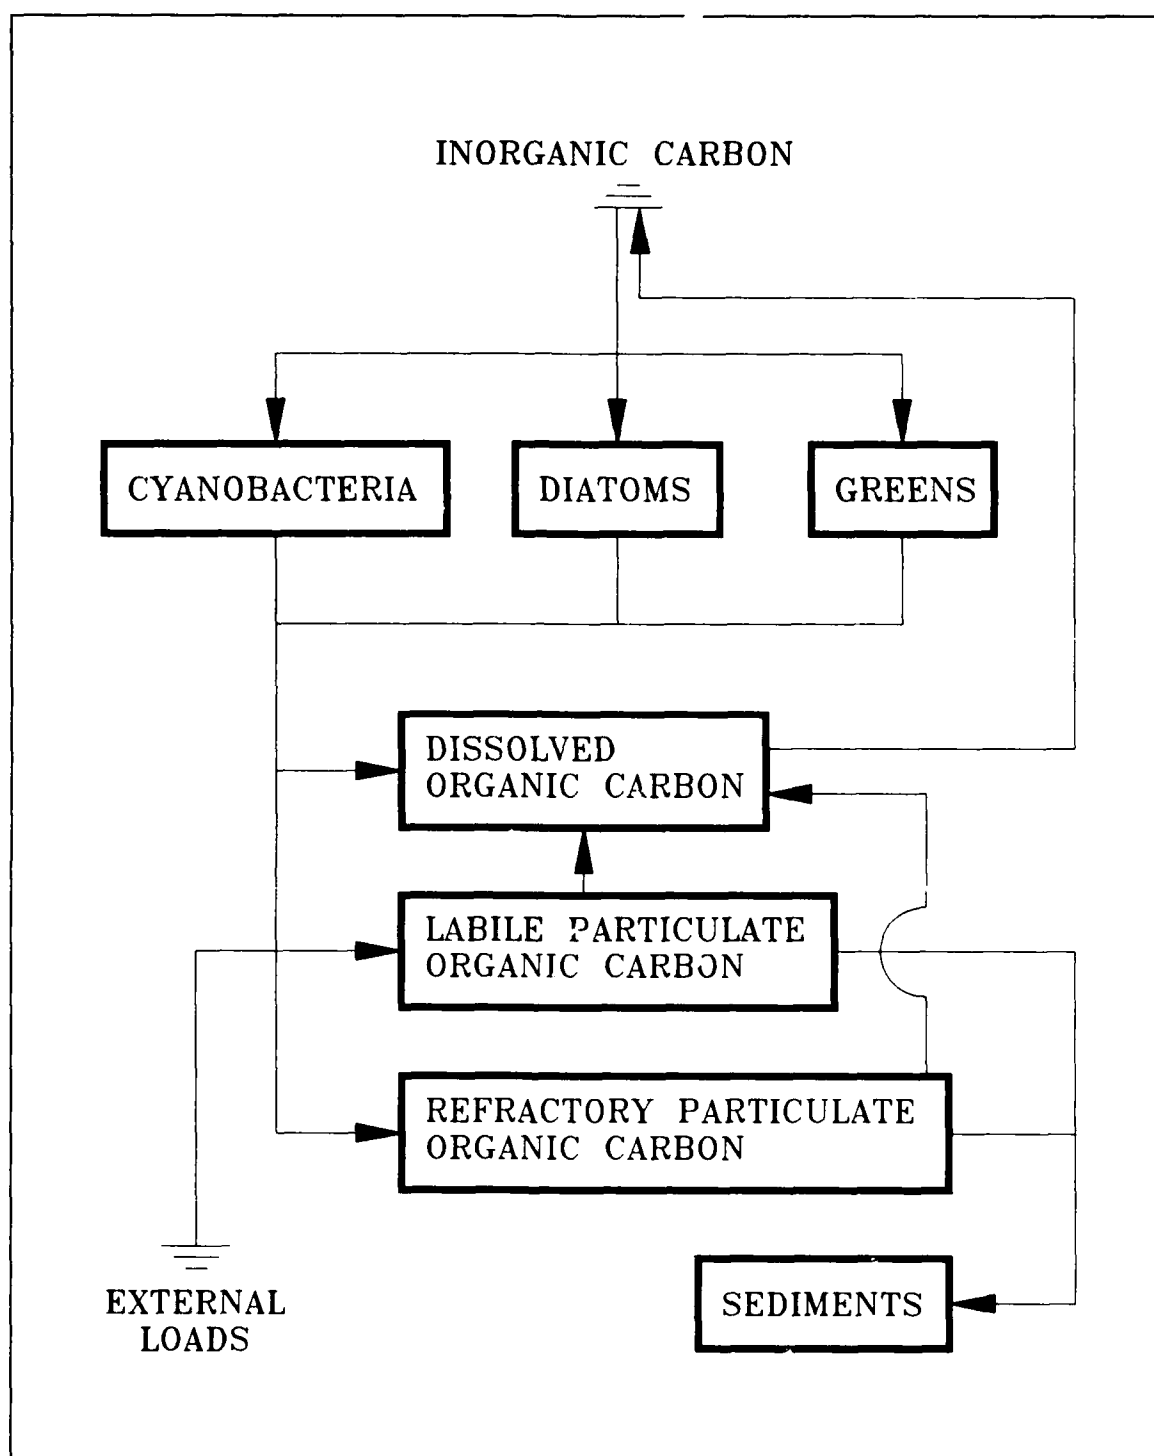 INORGANIC CARBON
CYANOBACTERIA
DIATOMS
GREENS
DISSOLVED
ORGANIC CARBON
LABILE PARTICULATE
ORGANIC CARBON
REFRACTORY PARTICULATE
ORGANIC CARBON
SEDIMENTS
EXTERNAL
LOADS